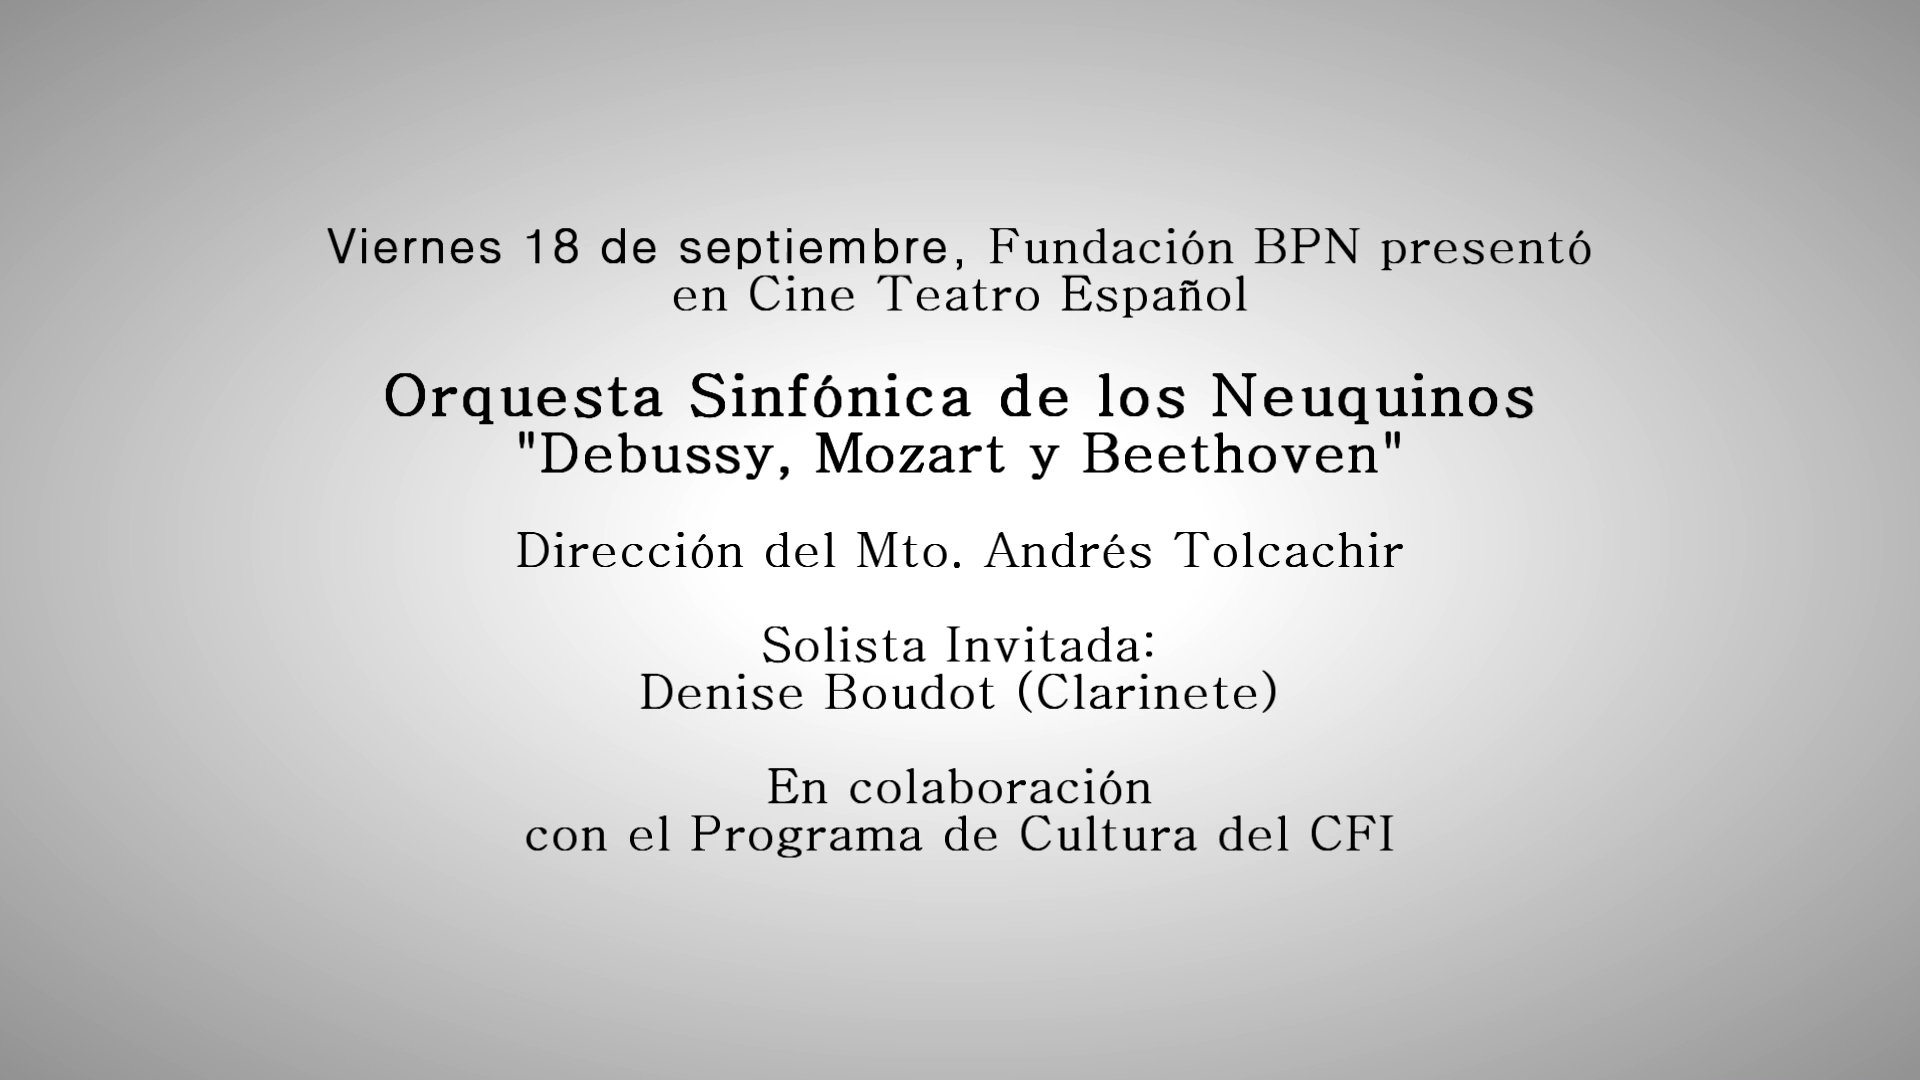 Viernes 18 de septiembre, Fundación BPN presentó
en Cine Teatro Español
Orquesta Sinfónica de los Neuquinos
"Debussy, Mozart y Beethoven"
Dirección del Mto. Andrés Tolcachir
Solista Invitada:
Denise Boudot (Clarinete)
En colaboración
con el Programa de Cultura del CFI